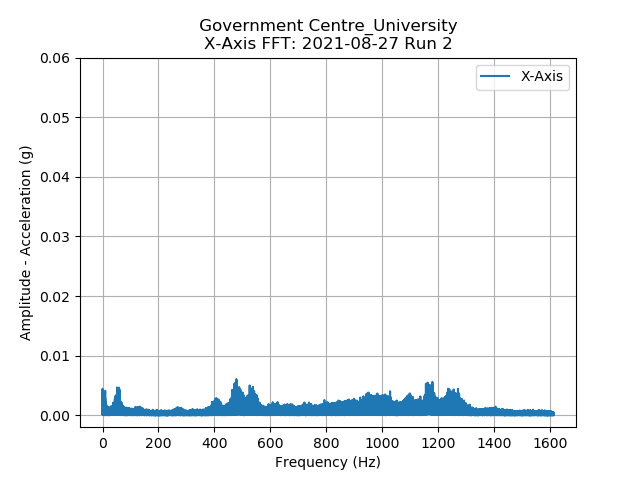 Government Centre_University
X-Axis FFT: 2021-08-27 Run 2
X-Axis
0.06
0.05
0.04
0.03
0.02
0.01
0.00
Amplitude - Acceleration (g)
0 200 400 600 800 1000 1200 1400 1600
Frequency (Hz)